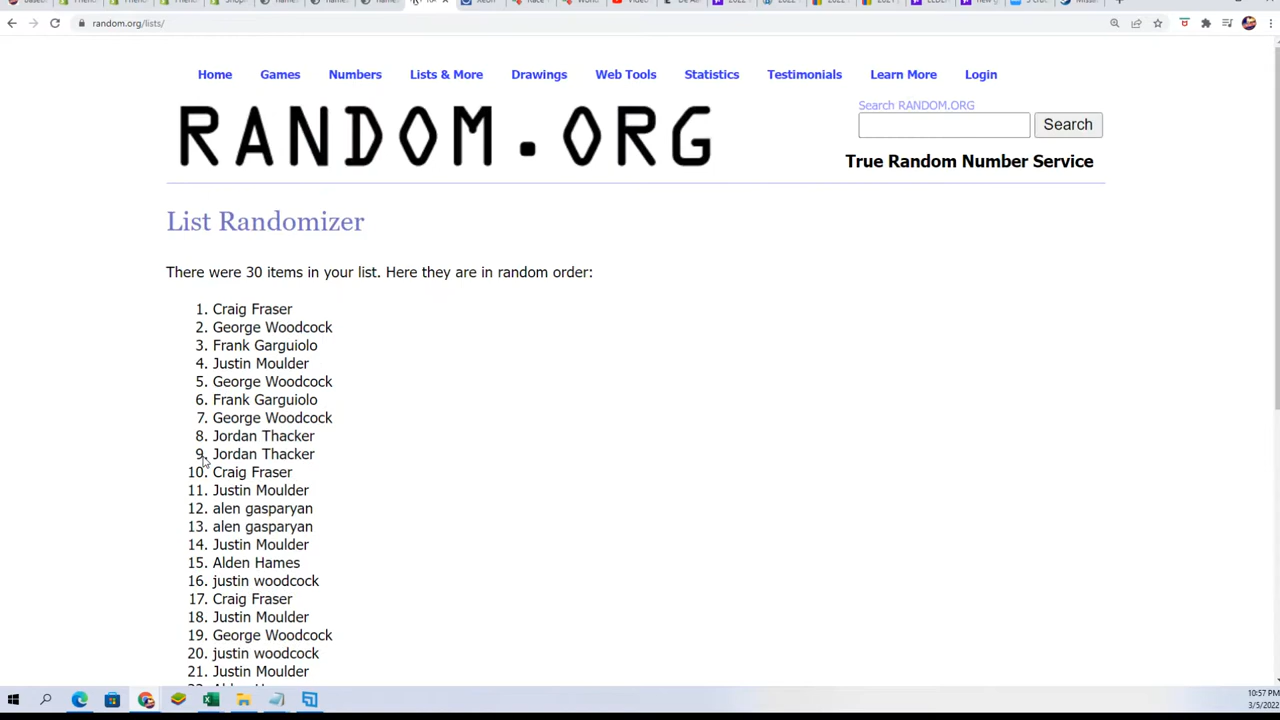 random.org/lists/
Home Games Numbers Lists & More Drawings Web Tools Statistics Testimonials Learn More Login
RANDOM.ORG
Search RANDOM.ORG
Search
True Random Number Service
List Randomizer
There were 30 items in your list. Here they are in random order:
1. Craig Fraser
2. George Woodcock
3. Frank Garguiolo
4. Justin Moulder
5. George Woodcock
6. Frank Garguiolo
7. George Woodcock
8. Jordan Thacker
9. Jordan Thacker
10. Craig Fraser
11. Justin Moulder
12. alen gasparyan
13. alen gasparyan
14. Justin Moulder
15. Alden Hames
16. justin woodcock
17. Craig Fraser
18. Justin Moulder
19. George Woodcock
20. justin woodcock
21. Justin Moulder
10:57 PM
3/5/2022